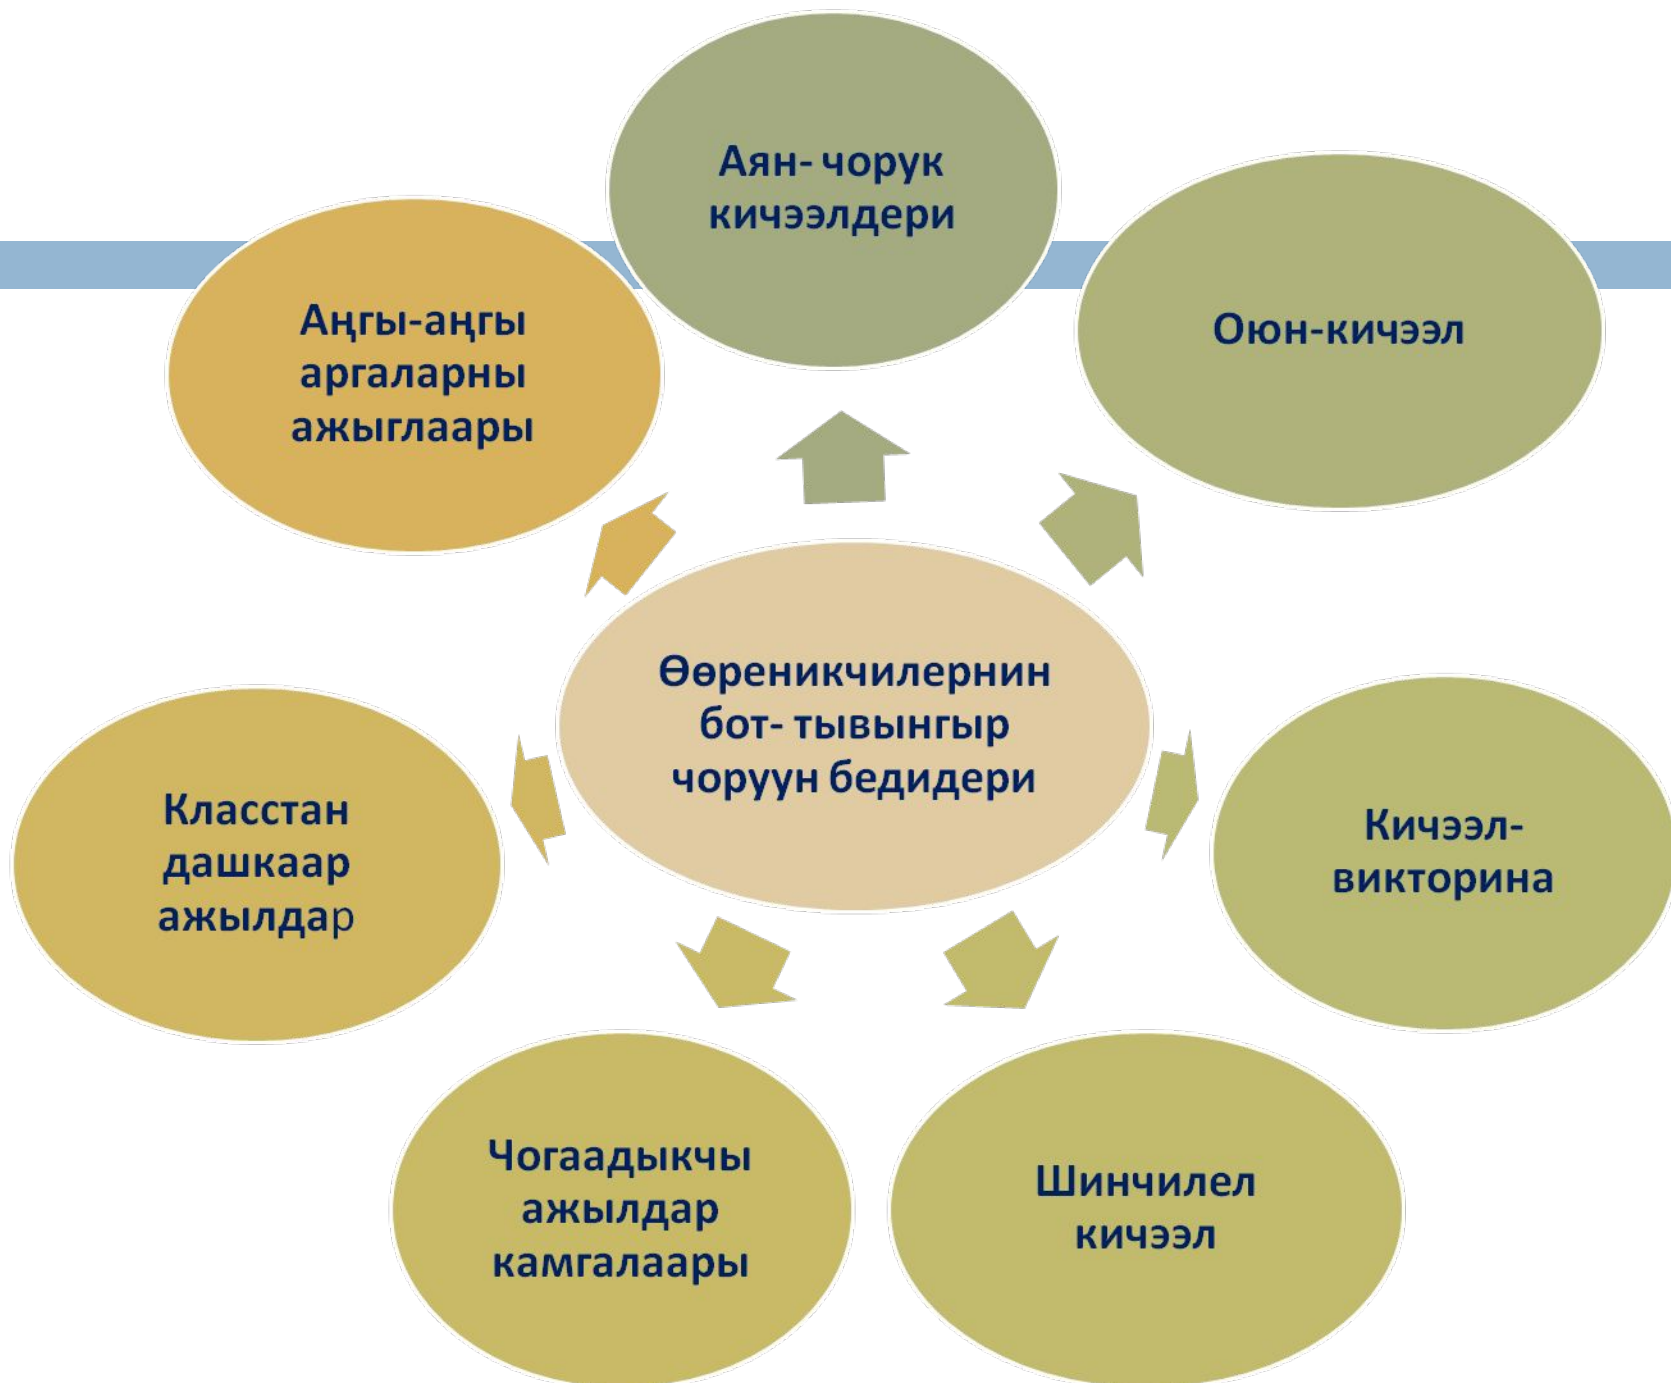 Аян- чорук
кичээлдери
Оюн-кичээл
Аңгы-аңгы
аргаларны
ажыглаары
Өөреникчилернин
бот- тывынгыр
чоруун бедидери
Кичээл-
викторина
Класстан
дашкаар
ажылдар
Чогаадыкчы
ажылдар
камгалаары
Шинчилел
кичээл